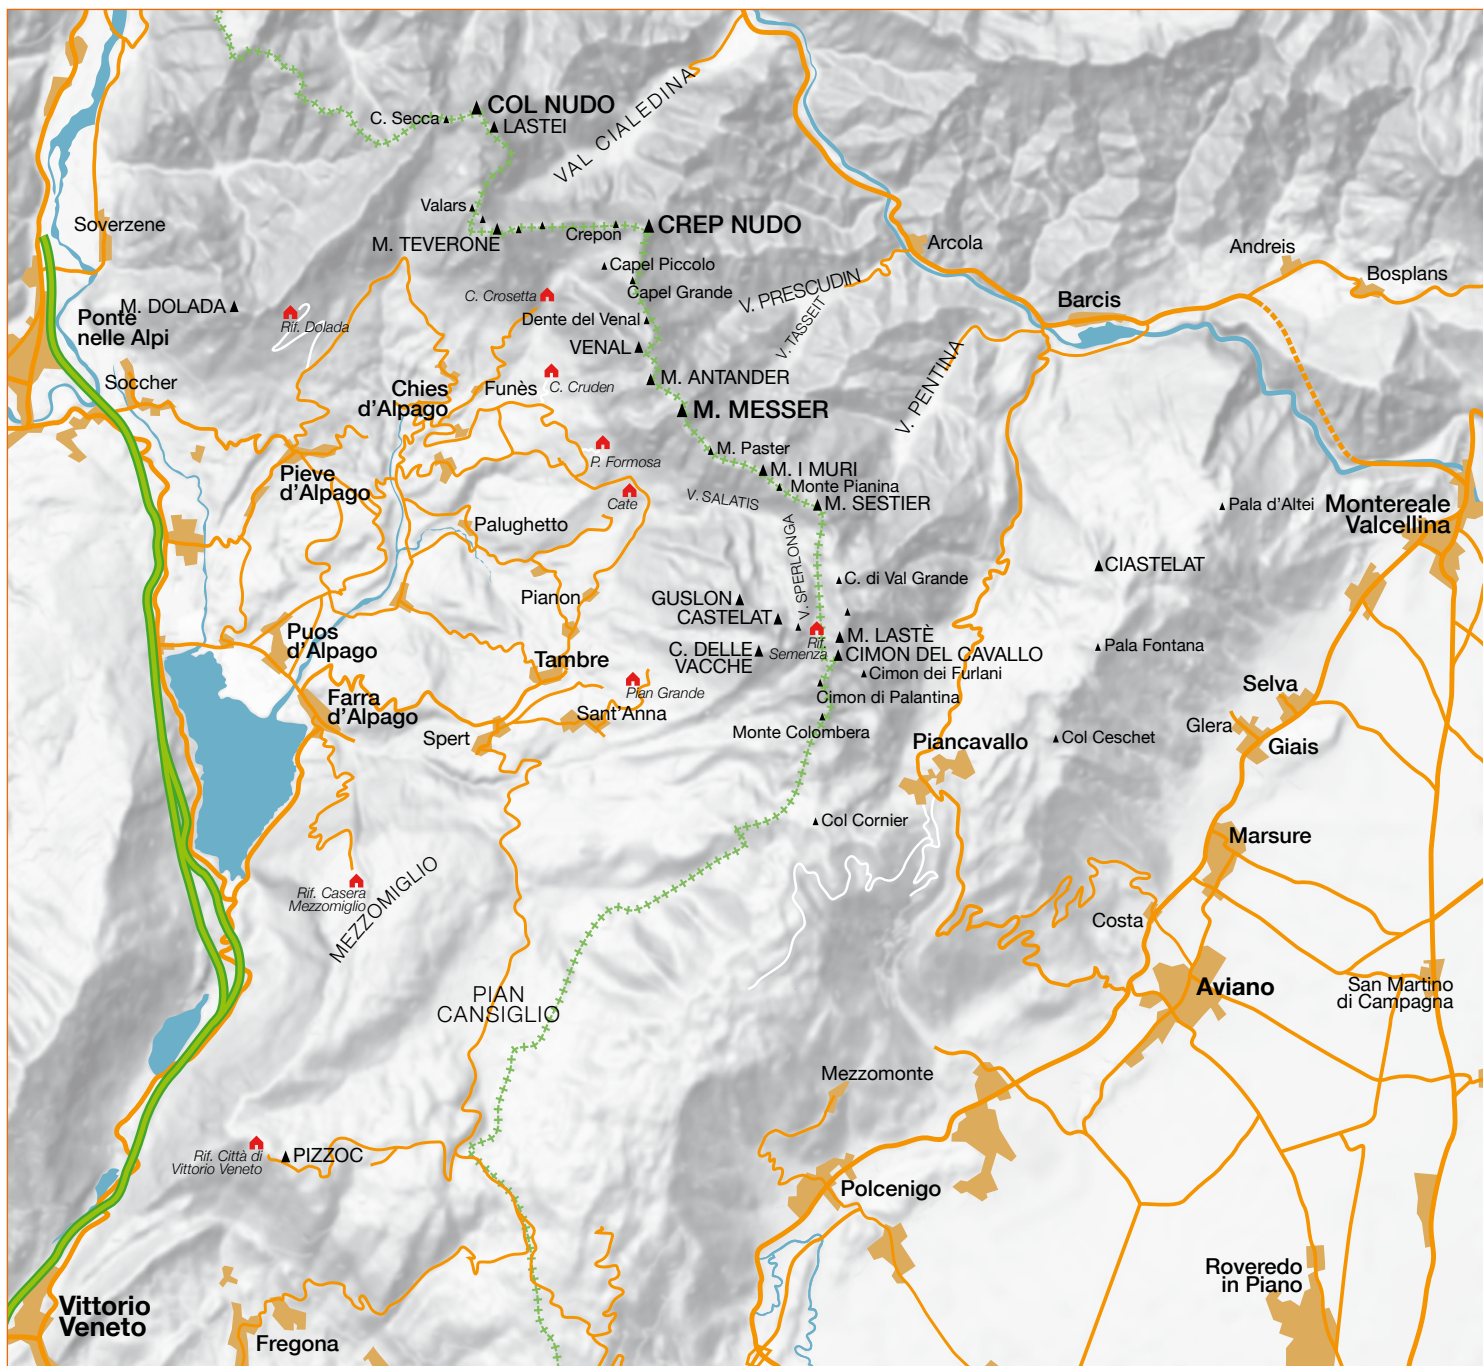 COL NUDO
C. Secca
LASTEI
VAL CIALEDINA
Valars
M. TEVERONE
Crepon
CREP NUDO
Soverzene
Arcola
Andreis
Bosplans
Capel Piccolo
Capel Grande
C. Crosetta
V. PRESCUDIN
V. TASSEIT
M. DOLADA
Rif. Dolada
Ponte
nelle Alpi
Dente del Venal
Barcis
VENAL
V. PENTINA
Soccher
Chies
d'Alpago
Funès
C. Cruden
M. ANTANDER
M. MESSER
M. Paster
P. Formosa
Pieve
d'Alpago
M. I MURI
Monte Pianina
Cate
V. SALATIS
M. SESTIER
Pala d'Altei
Montereale
Valcellina
Palughetto
V. SPERLONGA
CIASTELAT
C. di Val Grande
Pianon
GUSLON
CASTELAT
Puos
d'Alpago
M. LASTÈ
Rif.
Semenza
C. DELLE
VACCHE
CIMON DEL CAVALLO
Pala Fontana
Tambre
Cimon dei Furlani
Pian Grande
Cimon di Palantina
Selva
Farra
d'Alpago
Sant'Anna
Spert
Monte Colombera
Piancavallo
Col Ceschet
Glera
Giais
Col Cornier
Marsure
Rif. Casera
Mezzomiglio
MEZZOMIGLIO
Costa
PIAN
CANSIGLIO
Aviano
San Martino
di Campagna
Mezzomonte
Rif. Città di
Vittorio Veneto
PIZZOC
Polcenigo
Roveredo
in Piano
Vittorio
Veneto
Fregona